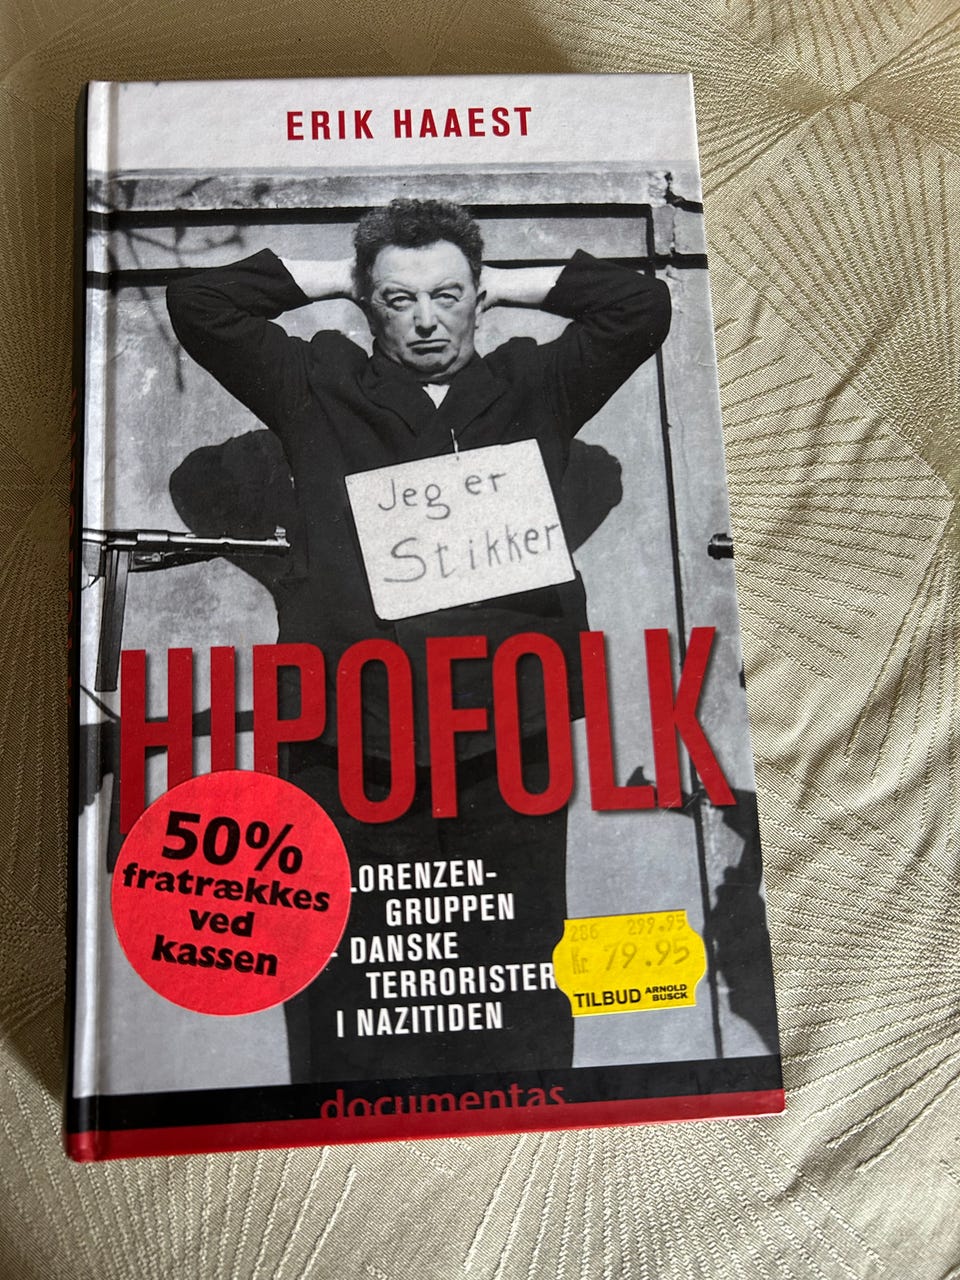 ERIK HAAEST
Jeg er
Stikker
HIPOFOLK
LORENZEN-
GRUPPEN
- DANSKE
TERRORISTER
I NAZITIDEN
50%
fratrækkes
ved
kassen
286 299.95
Kr. 79.95
TILBUD ARNOLD
BUSCK
documentas